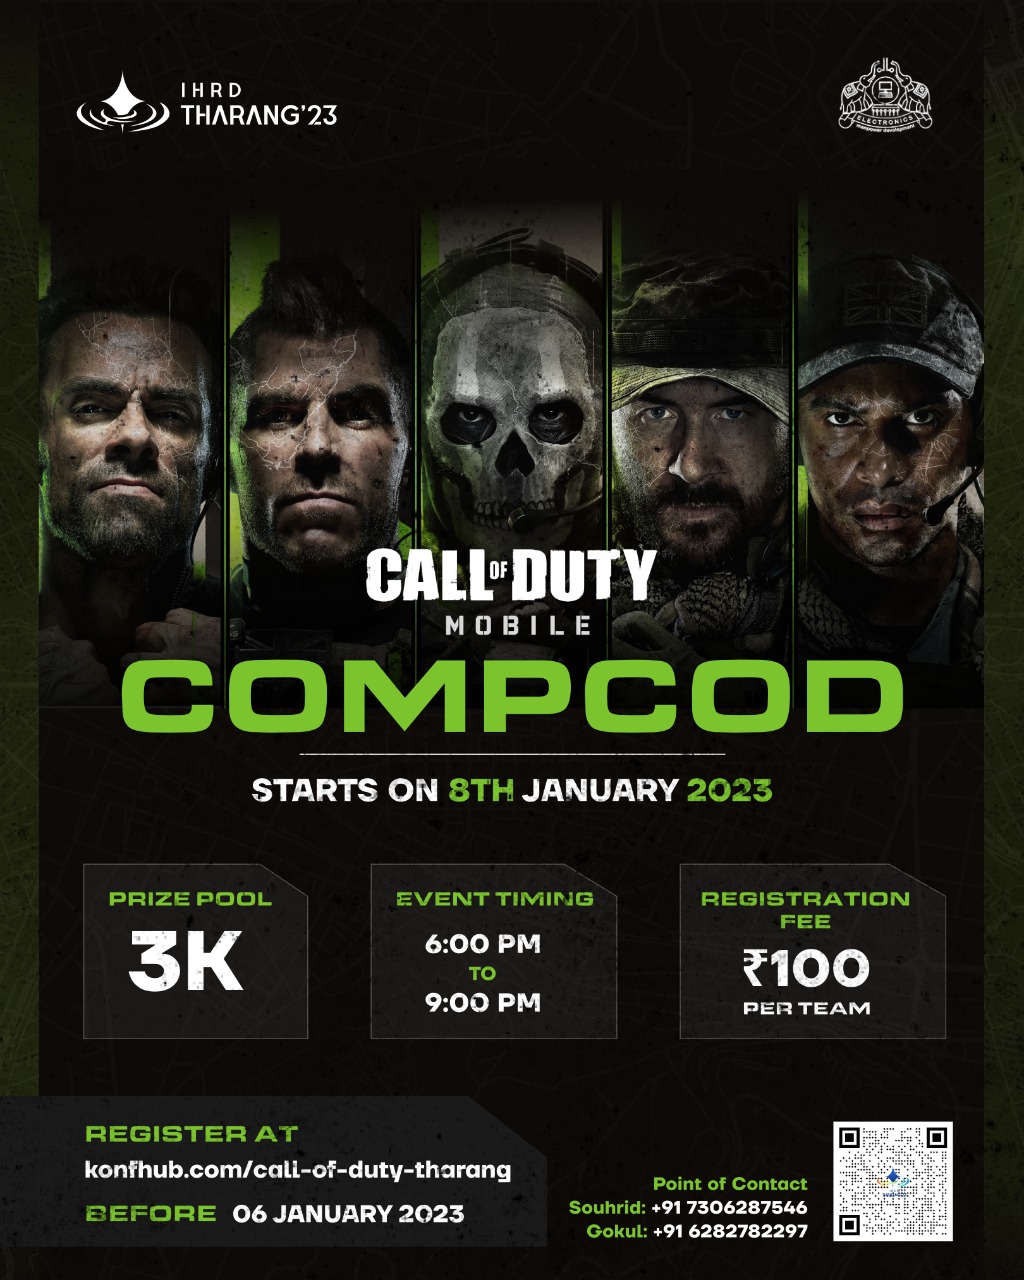 IHRD
THARANG'23
ELECTRONICS
manpower development
CALL OF DUTY
MOBILE
COMPCOD
STARTS ON 8TH JANUARY 2023
PRIZE POOL
3K
EVENT TIMING
6:00 PM
TO
9:00 PM
REGISTRATION
FEE
₹100
PER TEAM
REGISTER AT
konfhub.com/call-of-duty-tharang
BEFORE 06 JANUARY 2023
Point of Contact
Souhrid: +91 7306287546
Gokul: +91 6282782297